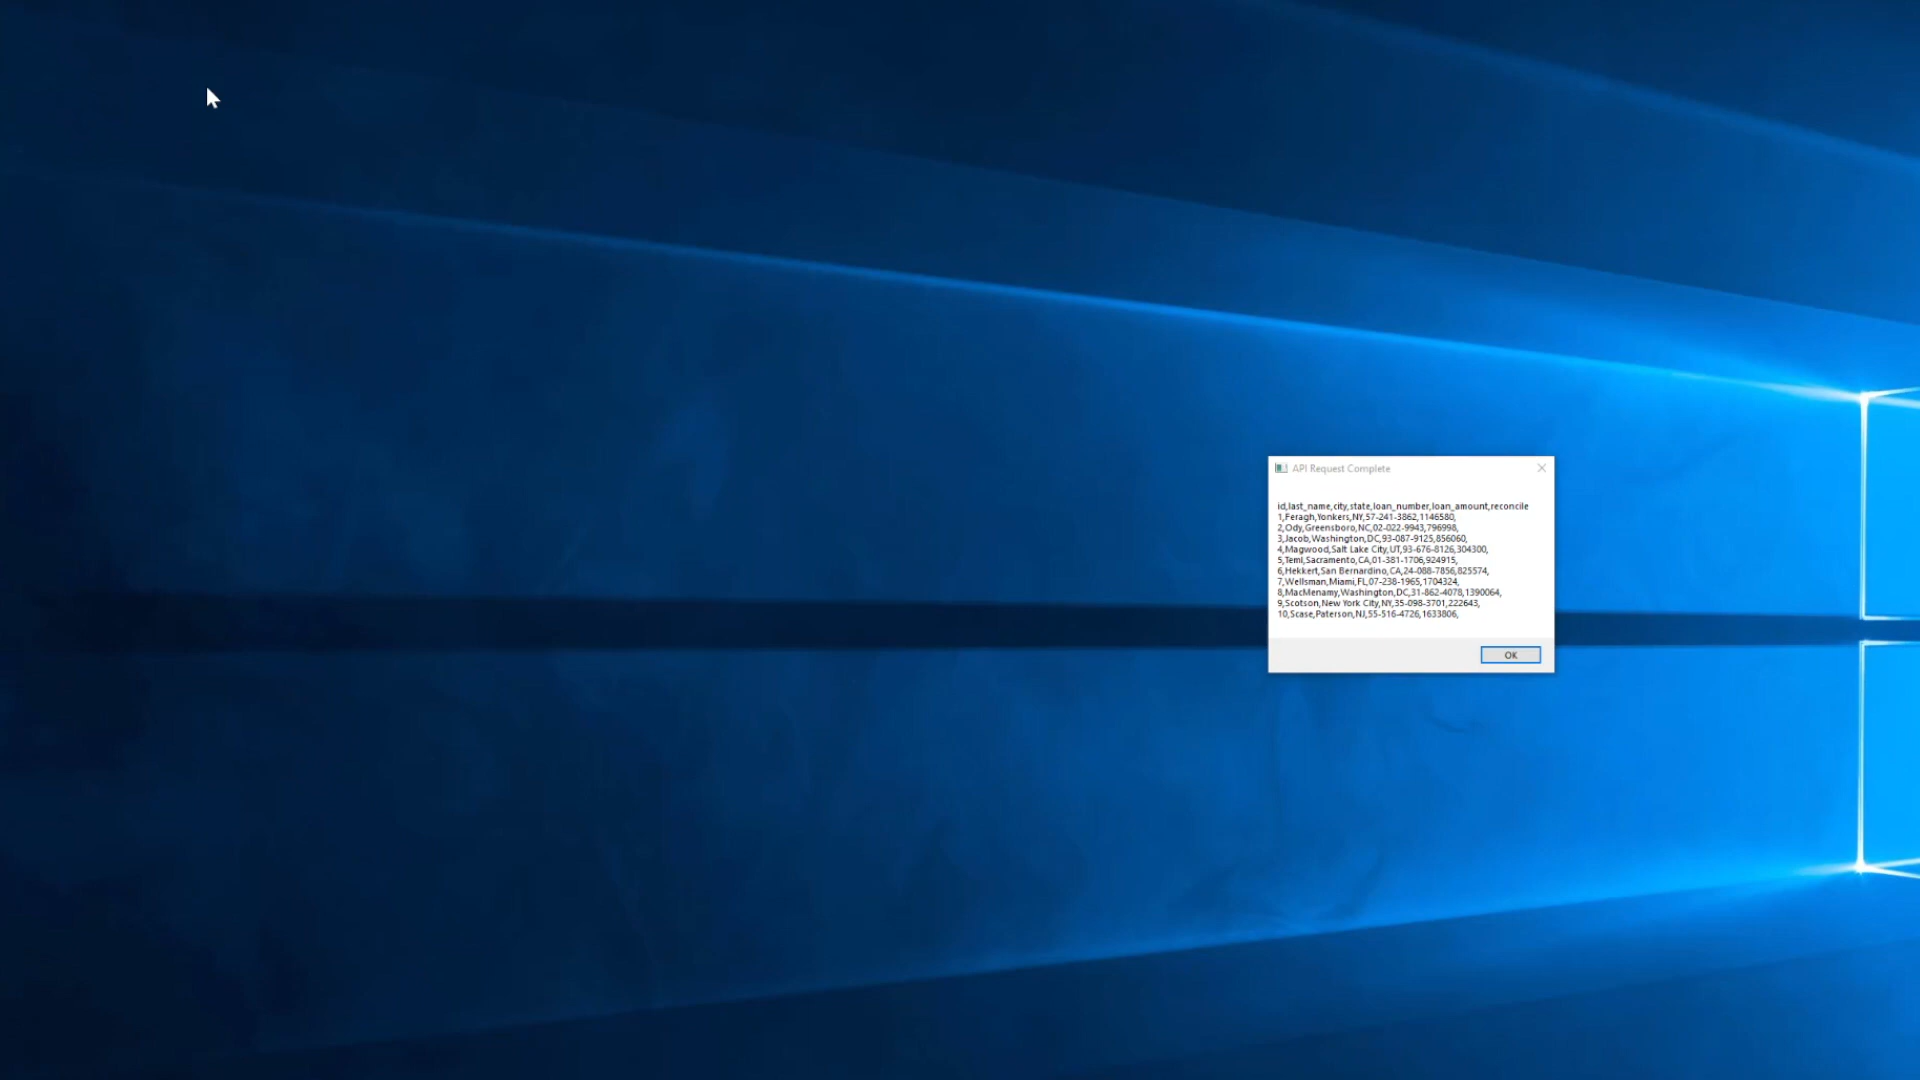 API Request Complete
id,last_name,city,state,loan_number,loan_amount,reconcile
1,Feragh,Yonkers,NY,57-241-3862,1146580,
2,Ody,Greensboro,NC,02-022-9943,796998,
3,Jacob,Washington,DC,93-087-9125,856060,
4,Magwood,Salt Lake City,UT,93-676-8126,304300,
5,Teml,Sacramento,CA,01-381-1706,924915,
6,Hekkert,San Bernardino,CA,24-088-7856,825574,
7,Wellsman,Miami,FL,07-238-1965,1704324,
8,MacMenamy,Washington,DC,31-862-4078,1390064,
9,Scotson,New York City,NY,35-098-3701,222643,
10,Scase,Paterson,NJ,55-516-4726,1633806,
OK